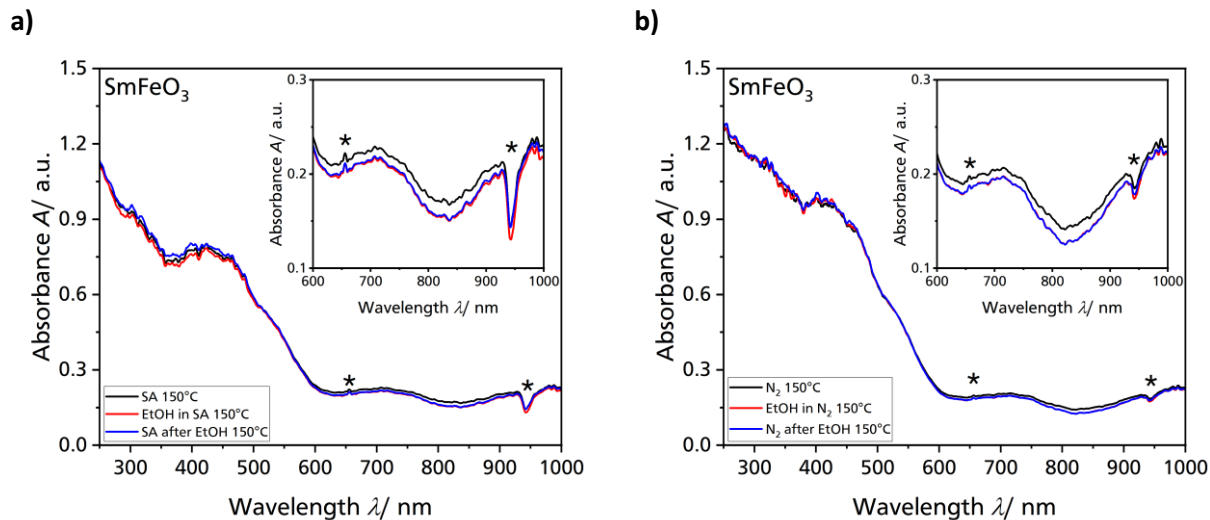 a)
SmFeO₃
Absorbance A/ a.u.
1.5
1.2
0.9
0.6
0.3
0.0
250 300 400 500 600 700 800 900 1000
Wavelength λ/ nm
SA 150°C
EtOH in SA 150°C
SA after EtOH 150°C
* *
Absorbance A/ a.u.
0.3
0.2
0.1
600 700 800 900 1000
Wavelength λ/ nm
* *
b)
SmFeO₃
Absorbance A/ a.u.
1.5
1.2
0.9
0.6
0.3
0.0
300 400 500 600 700 800 900 1000
Wavelength λ/ nm
N₂ 150°C
EtOH in N₂ 150°C
N₂ after EtOH 150°C
* *
Absorbance A/ a.u.
0.3
0.2
0.1
600 700 800 900 1000
Wavelength λ/ nm
* *